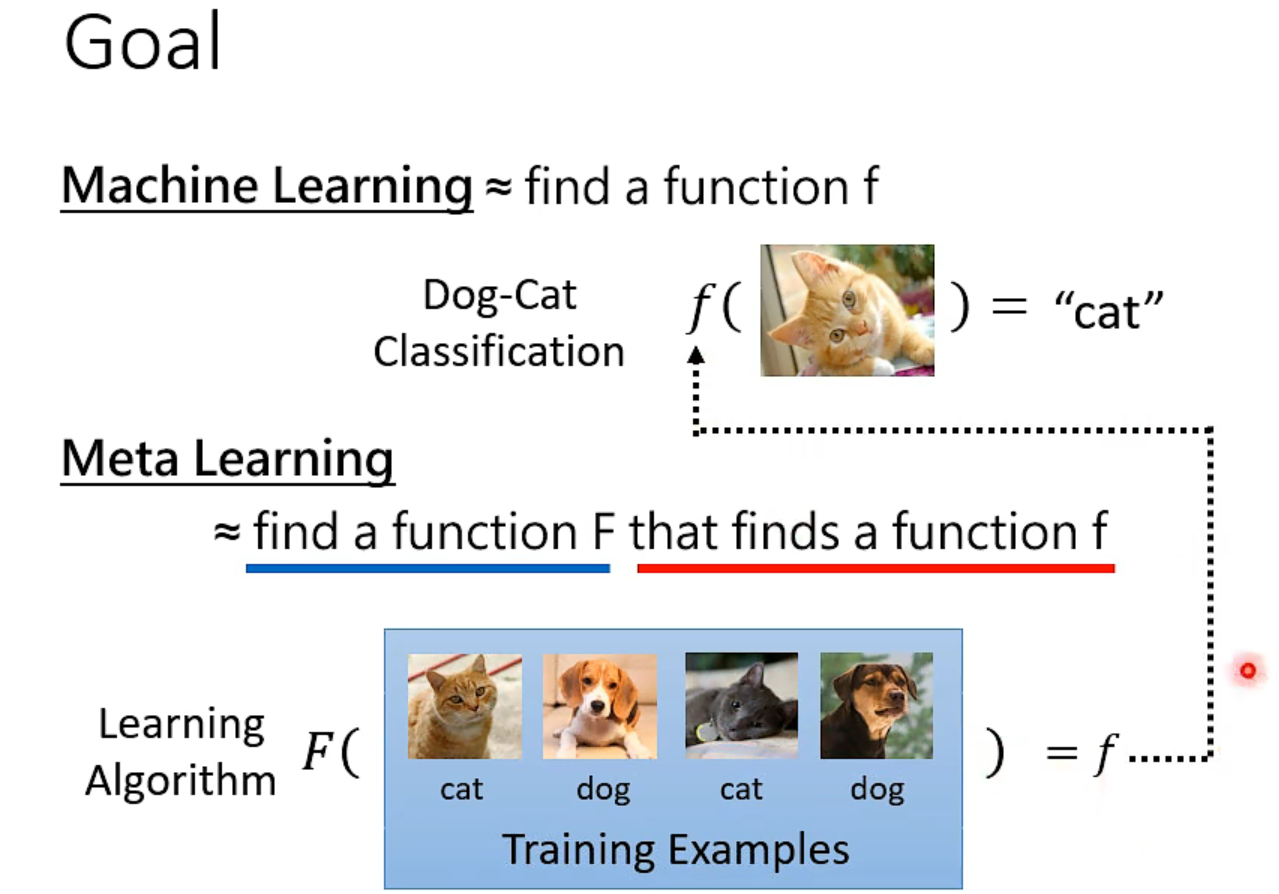 Goal
Machine Learning ≈ find a function f
Dog-Cat
Classification
f( ) = “cat”
Meta Learning
≈ find a function F that finds a function f
Learning
Algorithm
F( ) = f
cat dog cat dog
Training Examples